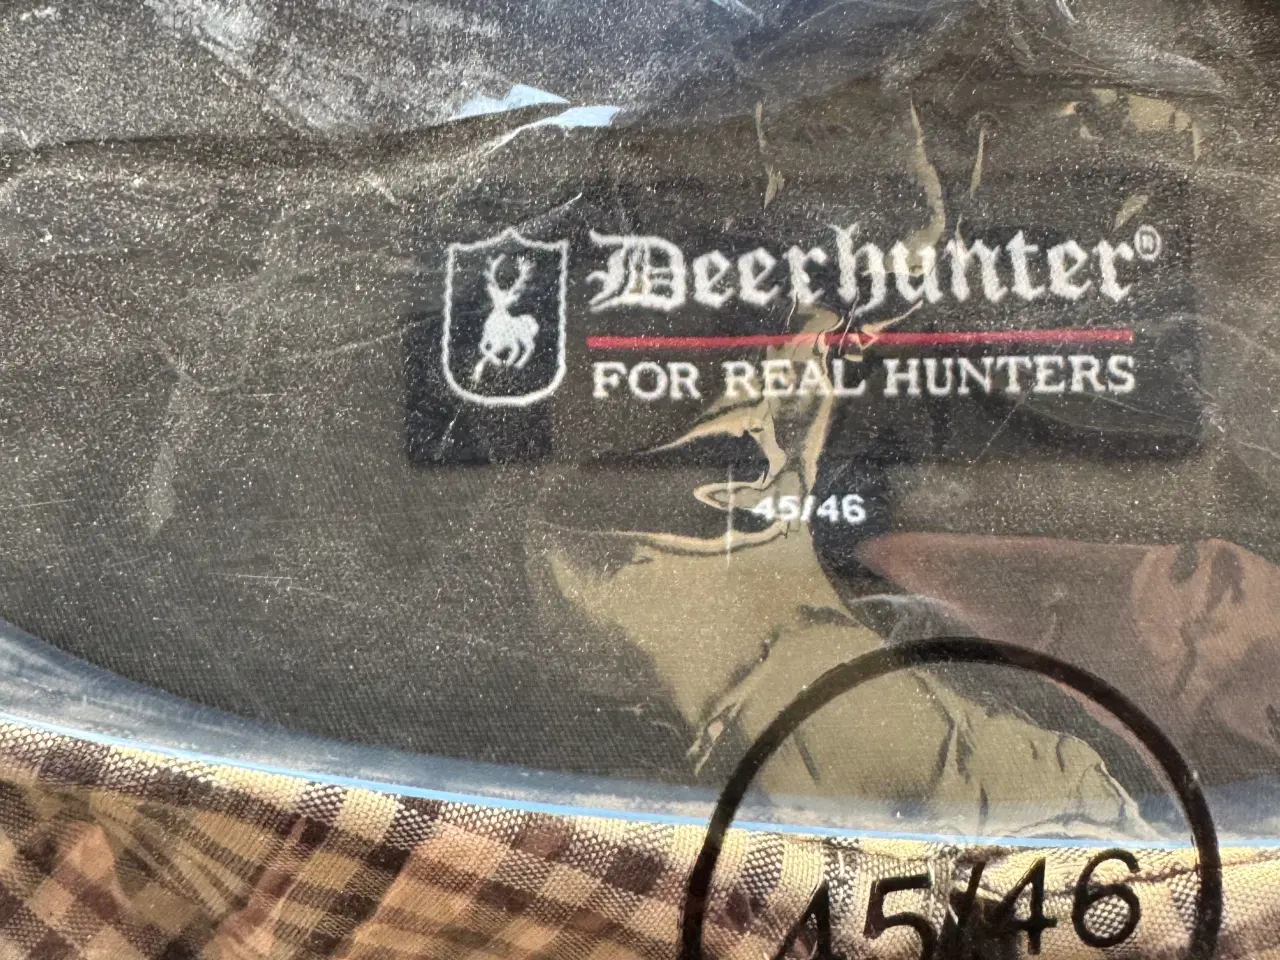 Deerhunter®
FOR REAL HUNTERS
45/46
45/46